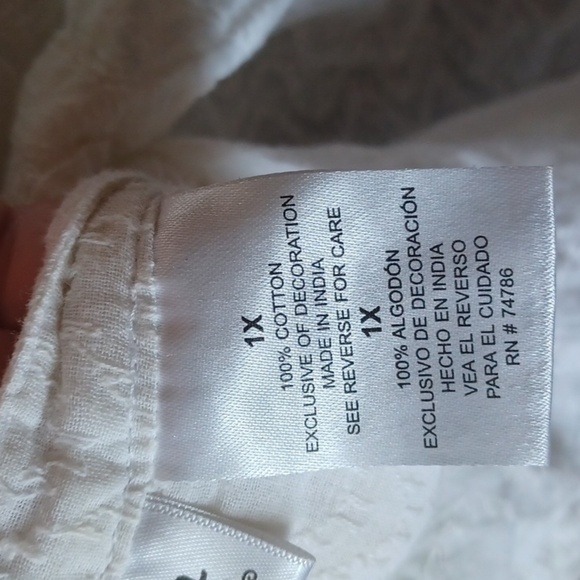 1X
100% COTTON
EXCLUSIVE OF DECORATION
MADE IN INDIA
SEE REVERSE FOR CARE
1X
100% ALGODÓN
EXCLUSIVO DE DECORACIÓN
HECHO EN INDIA
VEA EL REVERSO
PARA EL CUIDADO
RN # 74786
®